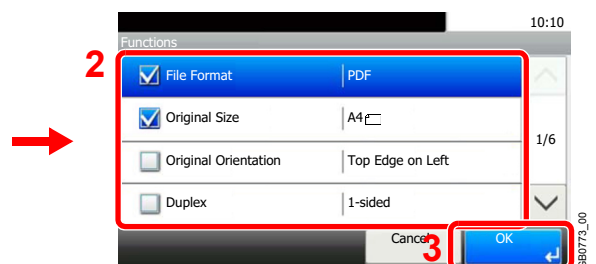 10:10
Functions
2
File Format PDF
Original Size A4
1/6
Original Orientation Top Edge on Left
Duplex 1-sided
Cancel 3 OK
GB0773_00